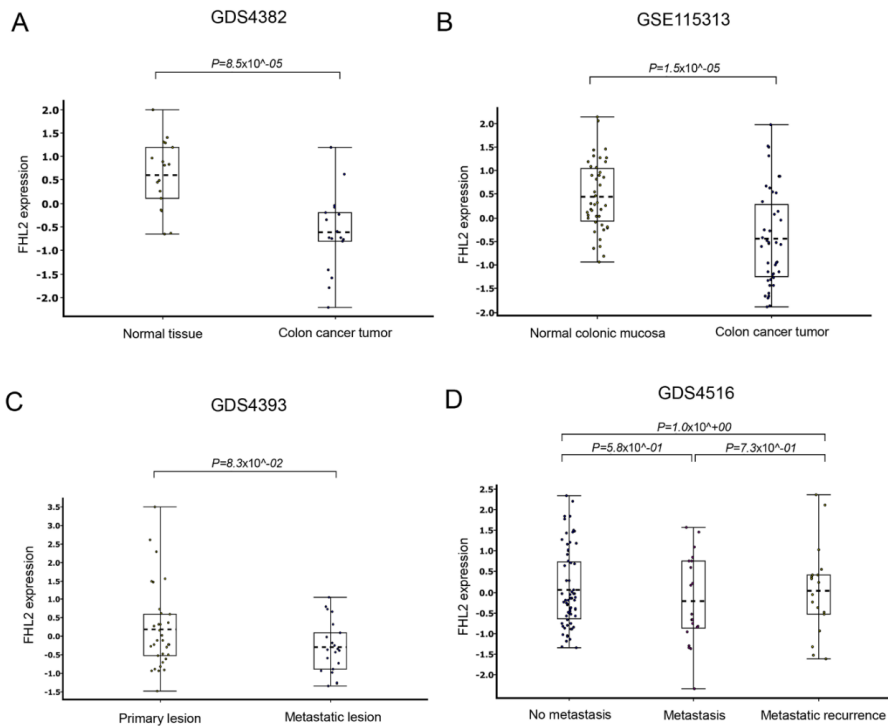 A
GDS4382
P=8.5x10^-05
2.0
1.5
1.0
0.5
0.0
-0.5
-1.0
-1.5
-2.0
FHL2 expression
Normal tissue
Colon cancer tumor
B
GSE115313
P=1.5x10^-05
2.0
1.5
1.0
0.5
0.0
-0.5
-1.0
-1.5
-2.0
FHL2 expression
Normal colonic mucosa
Colon cancer tumor
C
GDS4393
P=8.3x10^-02
3.5
3.0
2.5
2.0
1.5
1.0
0.5
0.0
-0.5
-1.0
-1.5
FHL2 expression
Primary lesion
Metastatic lesion
D
GDS4516
P=1.0x10^+00
P=5.8x10^-01
P=7.3x10^-01
2.5
2.0
1.5
1.0
0.5
0.0
-0.5
-1.0
-1.5
-2.0
FHL2 expression
No metastasis
Metastasis
Metastatic recurrence